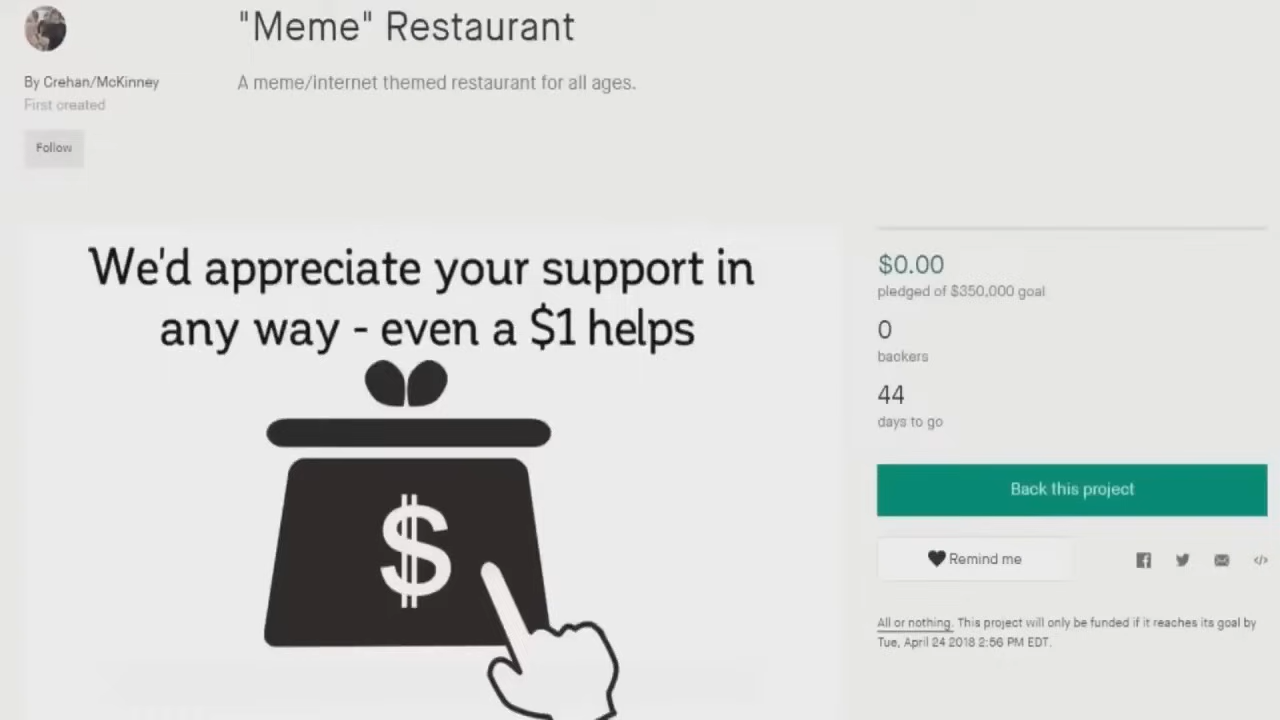 "Meme" Restaurant
By Crehan/McKinney
A meme/internet themed restaurant for all ages.
First created
Follow
We'd appreciate your support in
any way - even a $1 helps
$
$0.00
pledged of $350,000 goal
0
backers
44
days to go
Back this project
Remind me
All or nothing. This project will only be funded if it reaches its goal by
Tue, April 24 2018 2:56 PM EDT.